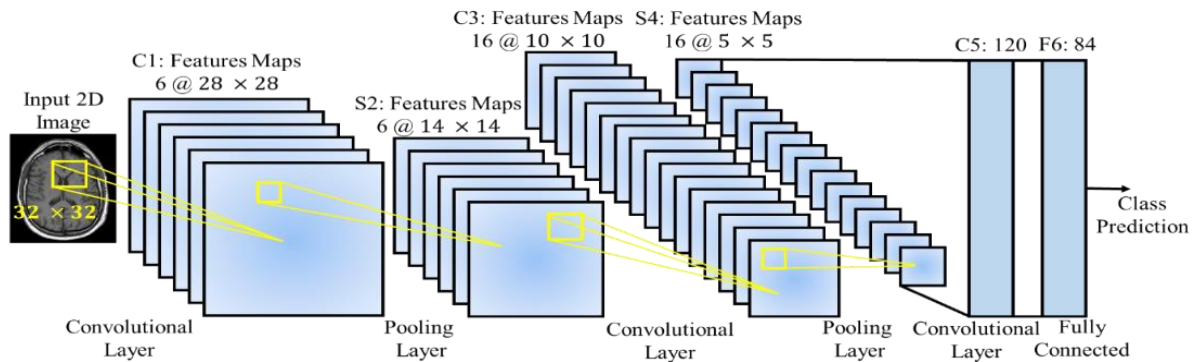 Input 2D
Image
32 × 32
C1: Features Maps
6 @ 28 × 28
S2: Features Maps
6 @ 14 × 14
C3: Features Maps
16 @ 10 × 10
S4: Features Maps
16 @ 5 × 5
C5: 120
F6: 84
Class
Prediction
Convolutional
Layer
Pooling
Layer
Convolutional
Layer
Pooling
Layer
Convolutional
Layer
Fully
Connected